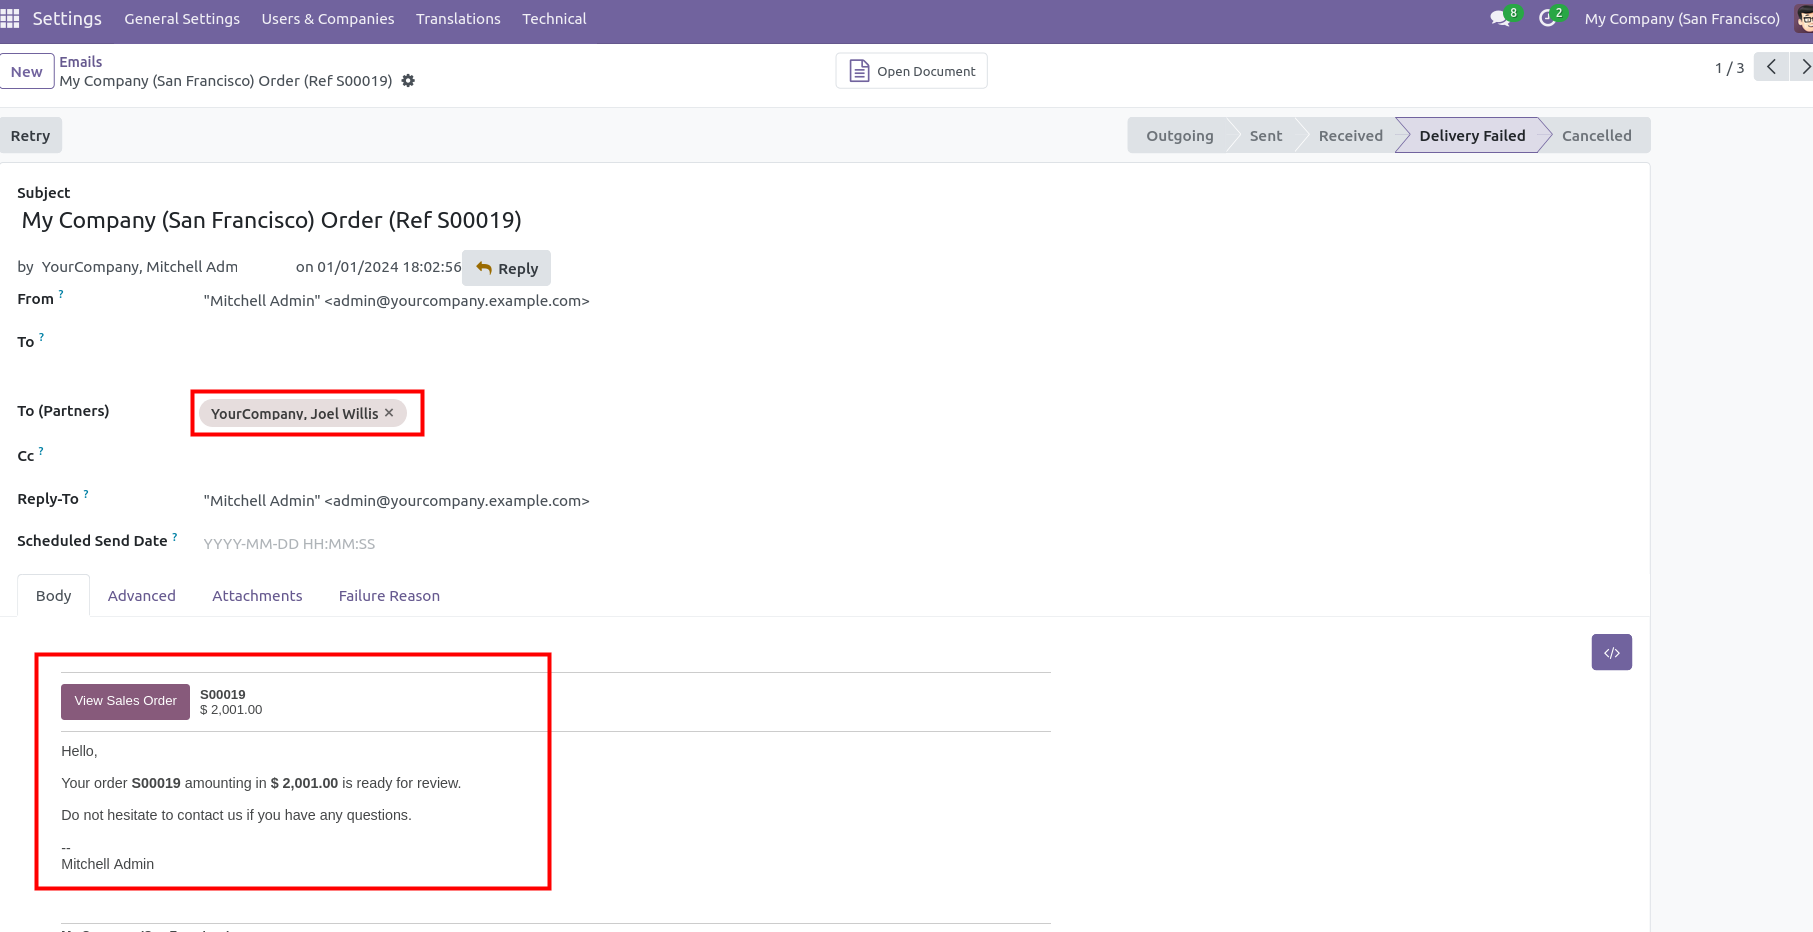 Settings General Settings Users & Companies Translations Technical 8 2 My Company (San Francisco)
New Emails
My Company (San Francisco) Order (Ref S00019)
Open Document
1 / 3
Retry
Outgoing Sent Received Delivery Failed Cancelled
Subject
My Company (San Francisco) Order (Ref S00019)
by YourCompany, Mitchell Adm on 01/01/2024 18:02:56 Reply
From ? "Mitchell Admin" <admin@yourcompany.example.com>
To ?
To (Partners) YourCompany, Joel Willis ×
Cc ?
Reply-To ? "Mitchell Admin" <admin@yourcompany.example.com>
Scheduled Send Date ? YYYY-MM-DD HH:MM:SS
Body Advanced Attachments Failure Reason
</>
View Sales Order S00019
$ 2,001.00
Hello,
Your order S00019 amounting in $ 2,001.00 is ready for review.
Do not hesitate to contact us if you have any questions.
--
Mitchell Admin